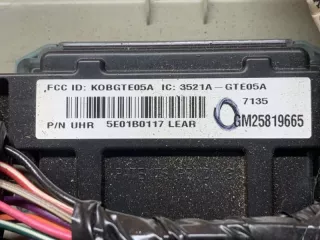 FCC ID: KOBGTE05A IC: 3521A-GTE05A
7135
P/N UHR 5E01B0117 LEAR GM25819665